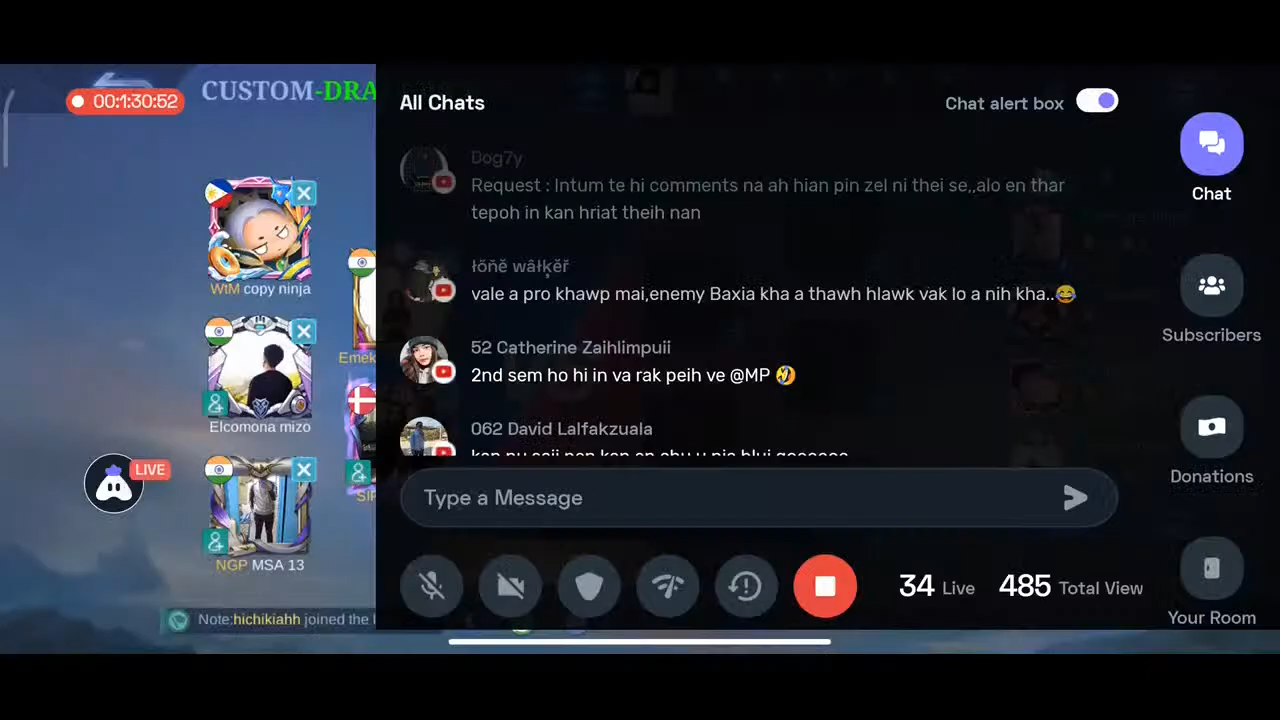 00:1:30:52
CUSTOM-DRA
All Chats
Chat alert box
Dog7y
Request : Intum te hi comments na ah hian pin zel ni thei se,,alo en thar
tepoh in kan hriat theih nan
łőňě wâłķěř
vale a pro khawp mai,enemy Baxia kha a thawh hlawk vak lo a nih kha..😂
52 Catherine Zaihlimpuii
2nd sem ho hi in va rak peih ve @MP 🤣
062 David Lalfakzuala
Type a Message
34 Live
485 Total View
Chat
Subscribers
Donations
Your Room
WtM copy ninja
Emek
Elcomona mizo
LIVE
NGP MSA 13
Note:hichikiahh joined the